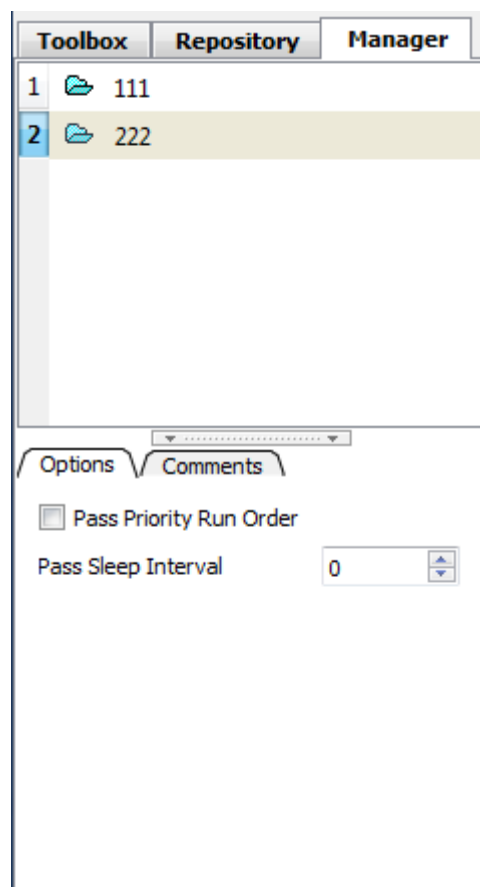 Toolbox Repository Manager
1 111
2 222
Options Comments
Pass Priority Run Order
Pass Sleep Interval 0